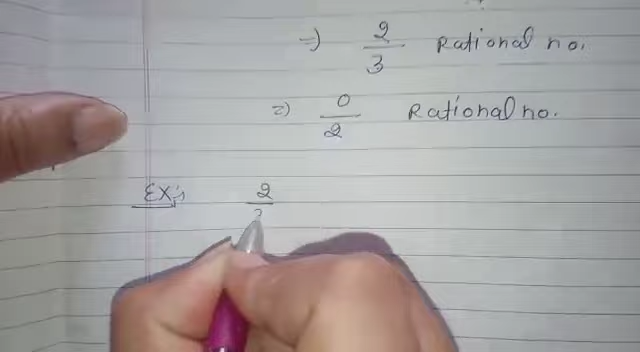 =) 2/3 Rational no.
=) 0/2 Rational no.
Ex:, 2